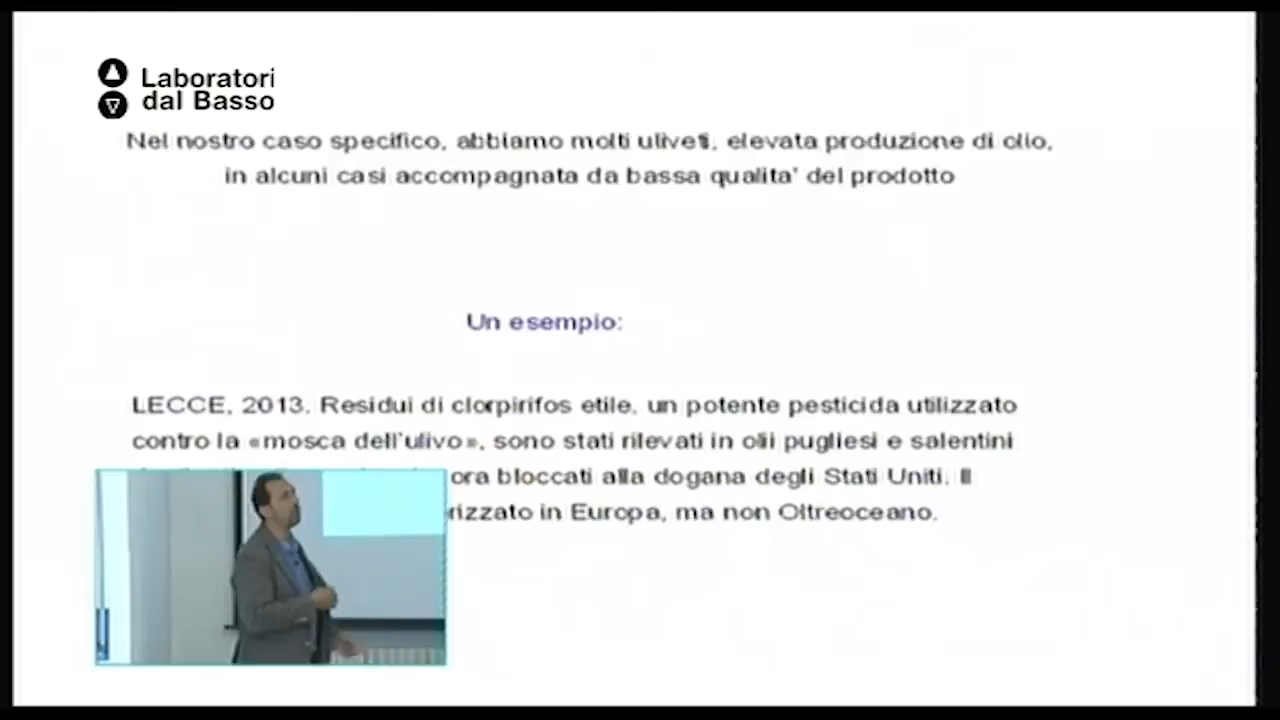 Laboratori
dal Basso
Nel nostro caso specifico, abbiamo molti uliveti, elevata produzione di olio,
in alcuni casi accompagnata da bassa qualita' del prodotto
Un esempio:
LECCE, 2013. Residui di clorpirifos etile, un potente pesticida utilizzato
contro la «mosca dell'ulivo», sono stati rilevati in olii pugliesi e salentini
ora bloccati alla dogana degli Stati Uniti. Il
rizzato in Europa, ma non Oltreoceano.